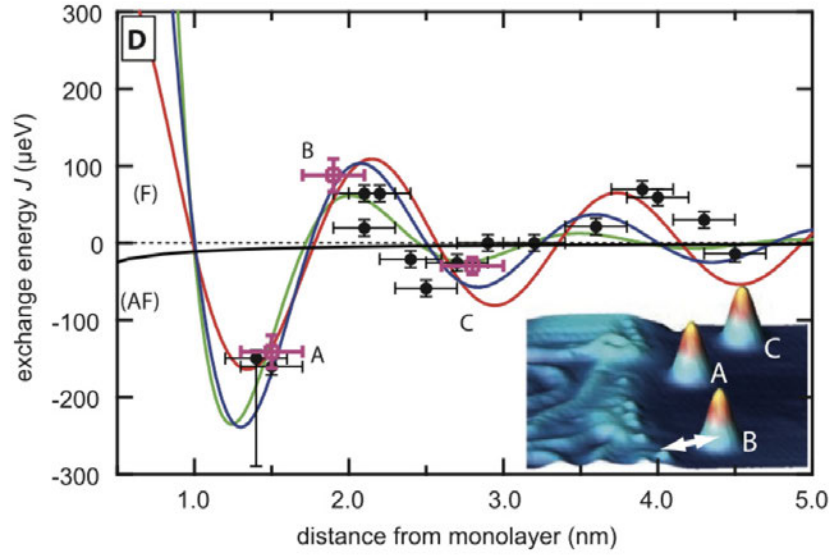 D
300
200
100
0
-100
-200
-300
exchange energy J (µeV)
(F)
(AF)
B
A
C
A
C
B
1.0 2.0 3.0 4.0 5.0
distance from monolayer (nm)